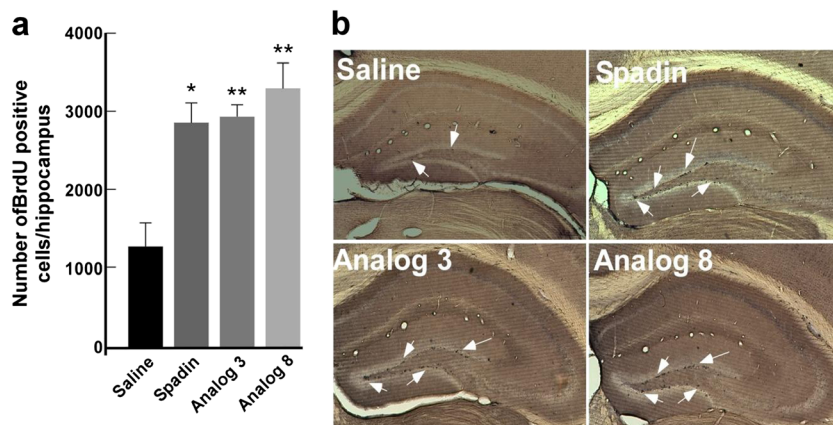 a
Number ofBrdU positive
cells/hippocampus
4000
3000
2000
1000
0
*
**
**
Saline
Spadin
Analog 3
Analog 8
b
Saline
Spadin
Analog 3
Analog 8